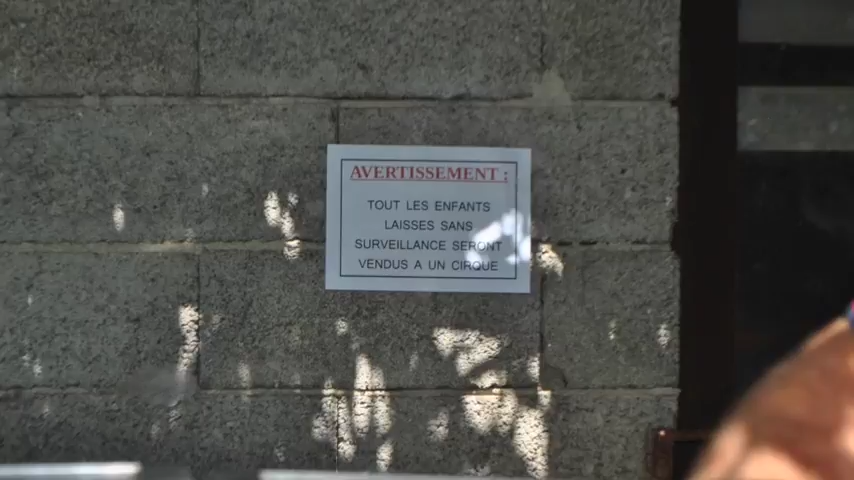 AVERTISSEMENT :
TOUT LES ENFANTS
LAISSES SANS
SURVEILLANCE SERONT
VENDUS A UN CIRQUE